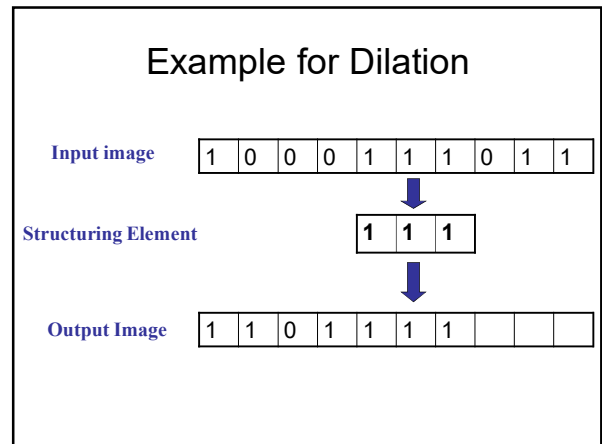 Example for Dilation
Input image 1 0 0 0 1 1 1 0 1 1
Structuring Element 1 1 1
Output Image 1 1 0 1 1 1 1